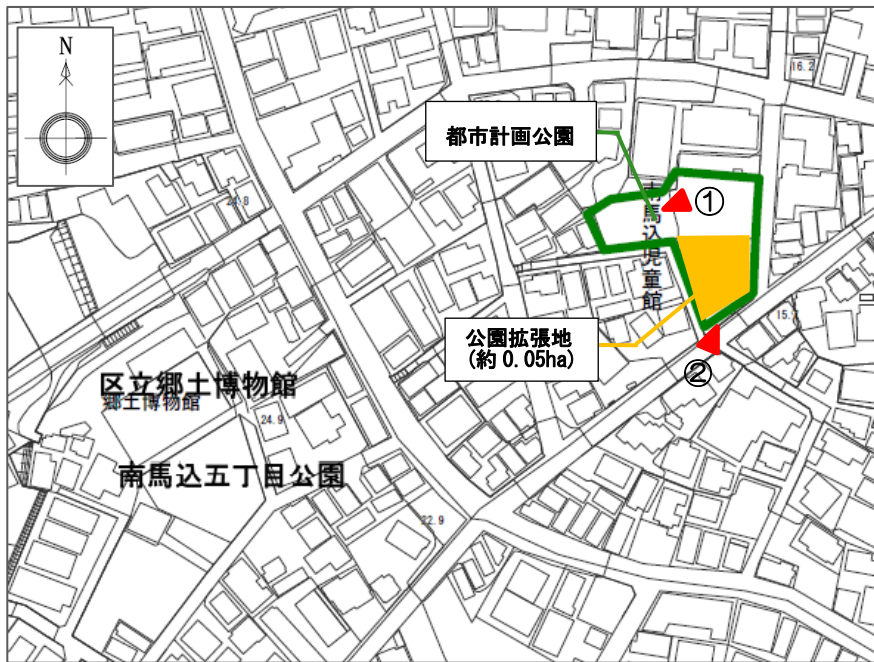 N
16.2
都市計画公園
①
24.8
南馬込児童館
公園拡張地
(約 0.05ha)
②
区立郷土博物館
郷土博物館
24.9
南馬込五丁目公園
22.9